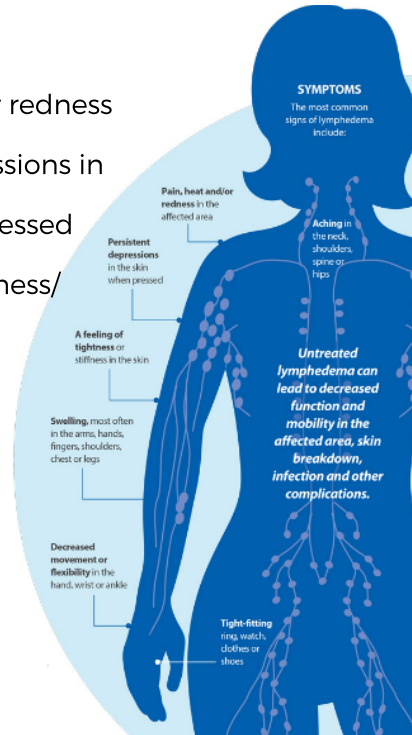 r redness
ssions in
essed
ness/
SYMPTOMS
The most common
signs of lymphedema
include:
Pain, heat and/or
redness in the
affected area
Aching in
the neck,
shoulders,
spine or
hips
Persistent
depressions
in the skin
when pressed
A feeling of
tightness or
stiffness in the skin
Untreated
lymphedema can
lead to decreased
function and
mobility in the
affected area, skin
breakdown,
infection and other
complications.
Swelling, most often
in the arms, hands,
fingers, shoulders,
chest or legs
Decreased
movement or
flexibility in the
hand, wrist or ankle
Tight-fitting
ring, watch,
clothes or
shoes